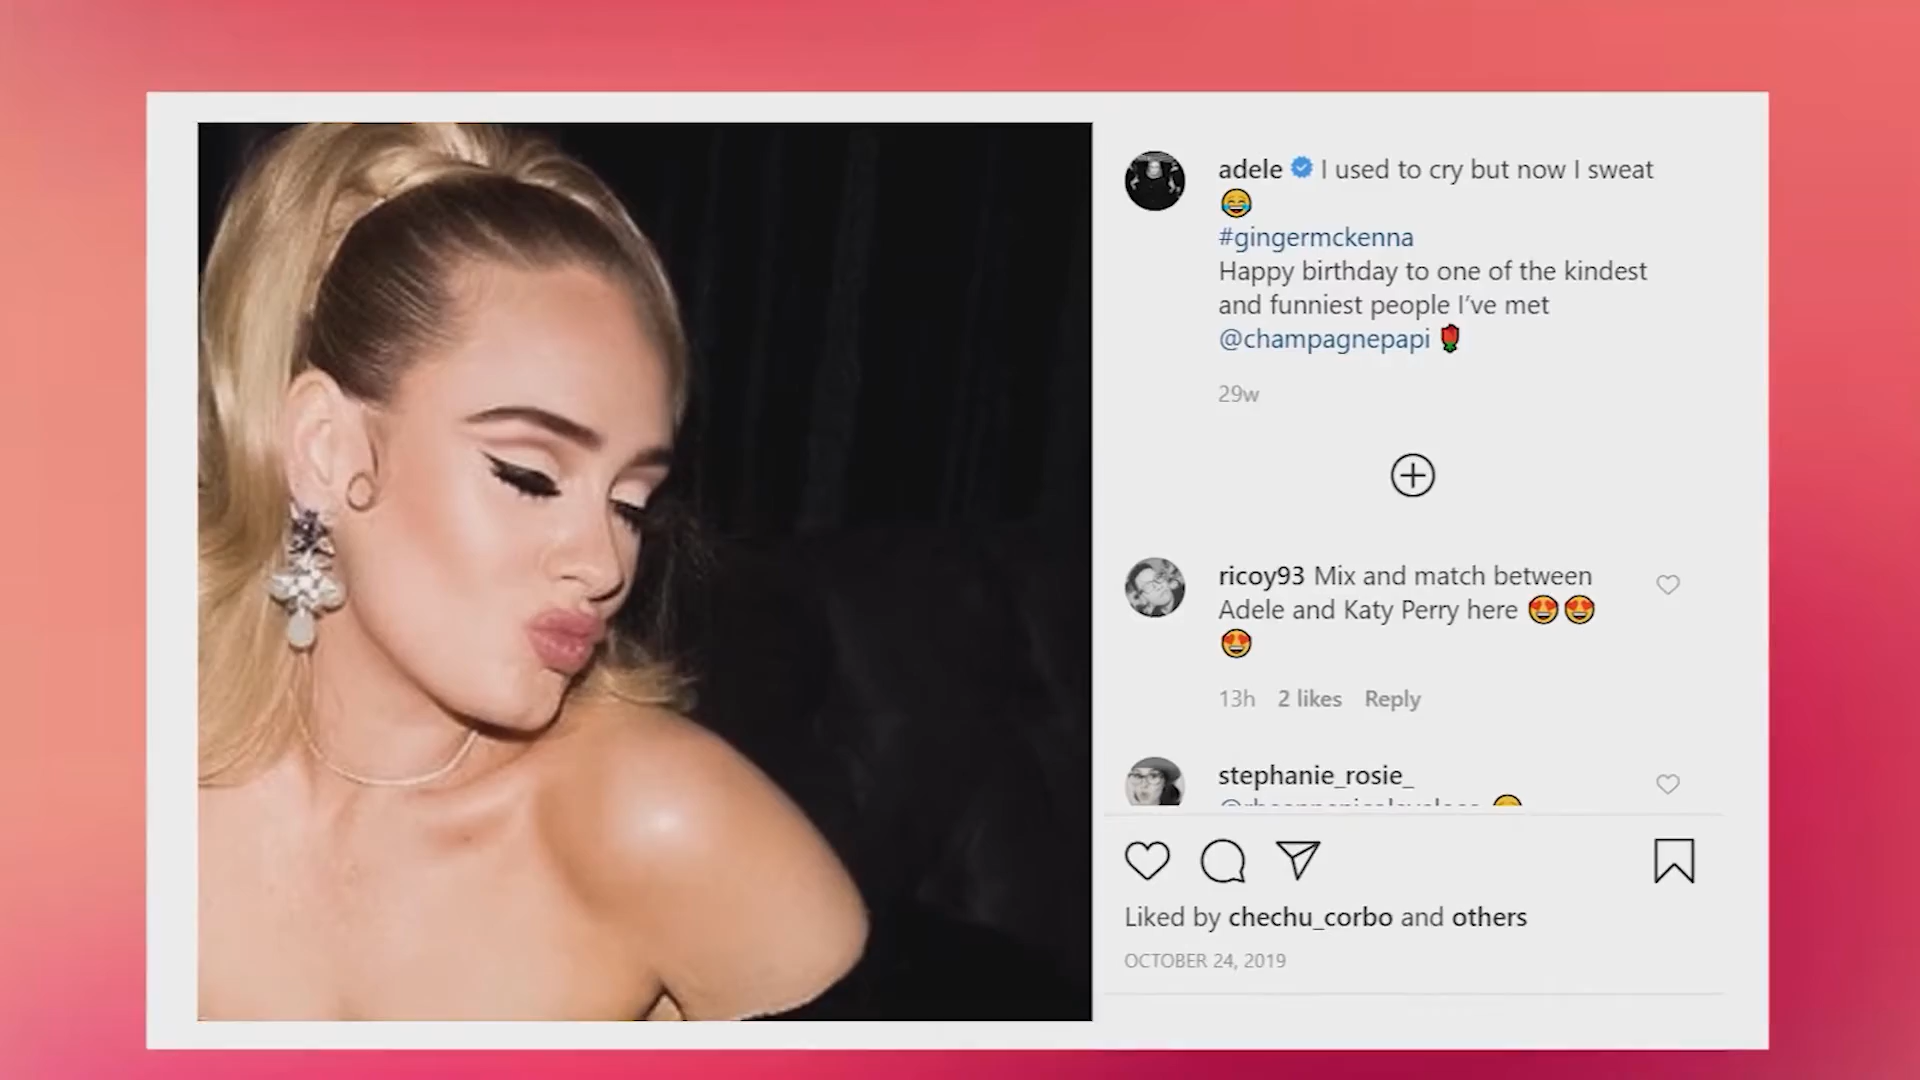 adele I used to cry but now I sweat
😂
#gingermckenna
Happy birthday to one of the kindest
and funniest people I’ve met
@champagnepapi 🌹
29w
ricoy93 Mix and match between
Adele and Katy Perry here 😍😍
😍
13h 2 likes Reply
stephanie_rosie_
Liked by chechu_corbo and others
OCTOBER 24, 2019